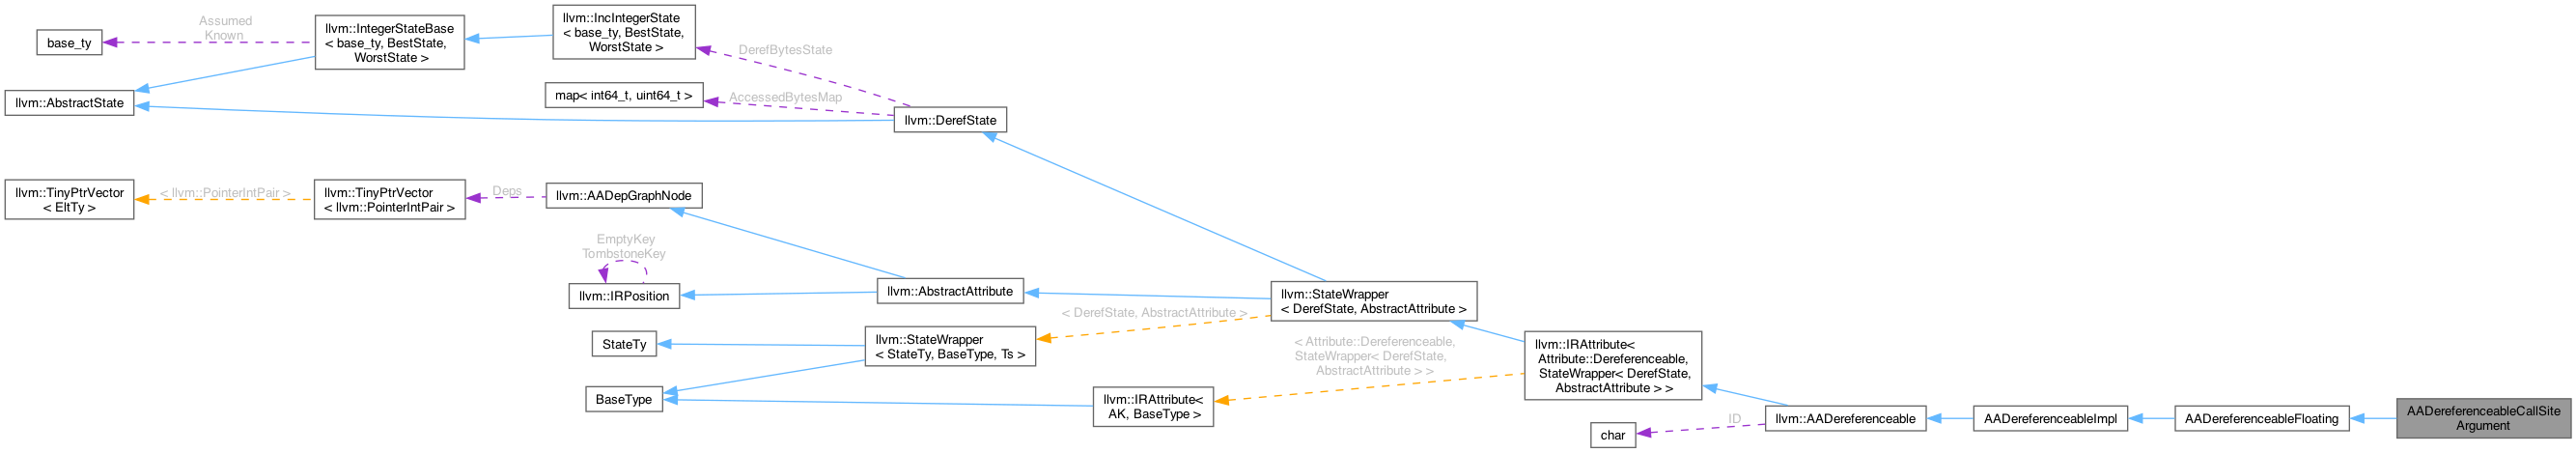 base_ty
Assumed
Known
llvm::IntegerStateBase
< base_ty, BestState,
WorstState >
llvm::IncIntegerState
< base_ty, BestState,
WorstState >
DerefBytesState
llvm::AbstractState
map< int64_t, uint64_t >
AccessedBytesMap
llvm::DerefState
llvm::TinyPtrVector
< EltTy >
< llvm::PointerIntPair >
llvm::TinyPtrVector
< llvm::PointerIntPair >
Deps
llvm::AADepGraphNode
EmptyKey
TombstoneKey
llvm::IRPosition
llvm::AbstractAttribute
llvm::StateWrapper
< DerefState, AbstractAttribute >
< DerefState, AbstractAttribute >
StateTy
llvm::StateWrapper
< StateTy, BaseType, Ts >
BaseType
< Attribute::Dereferenceable,
StateWrapper< DerefState,
AbstractAttribute > >
llvm::IRAttribute<
AK, BaseType >
llvm::IRAttribute<
Attribute::Dereferenceable,
StateWrapper< DerefState,
AbstractAttribute > >
char
ID
llvm::AADereferenceable
AADereferenceableImpl
AADereferenceableFloating
AADereferenceableCallSite
Argument